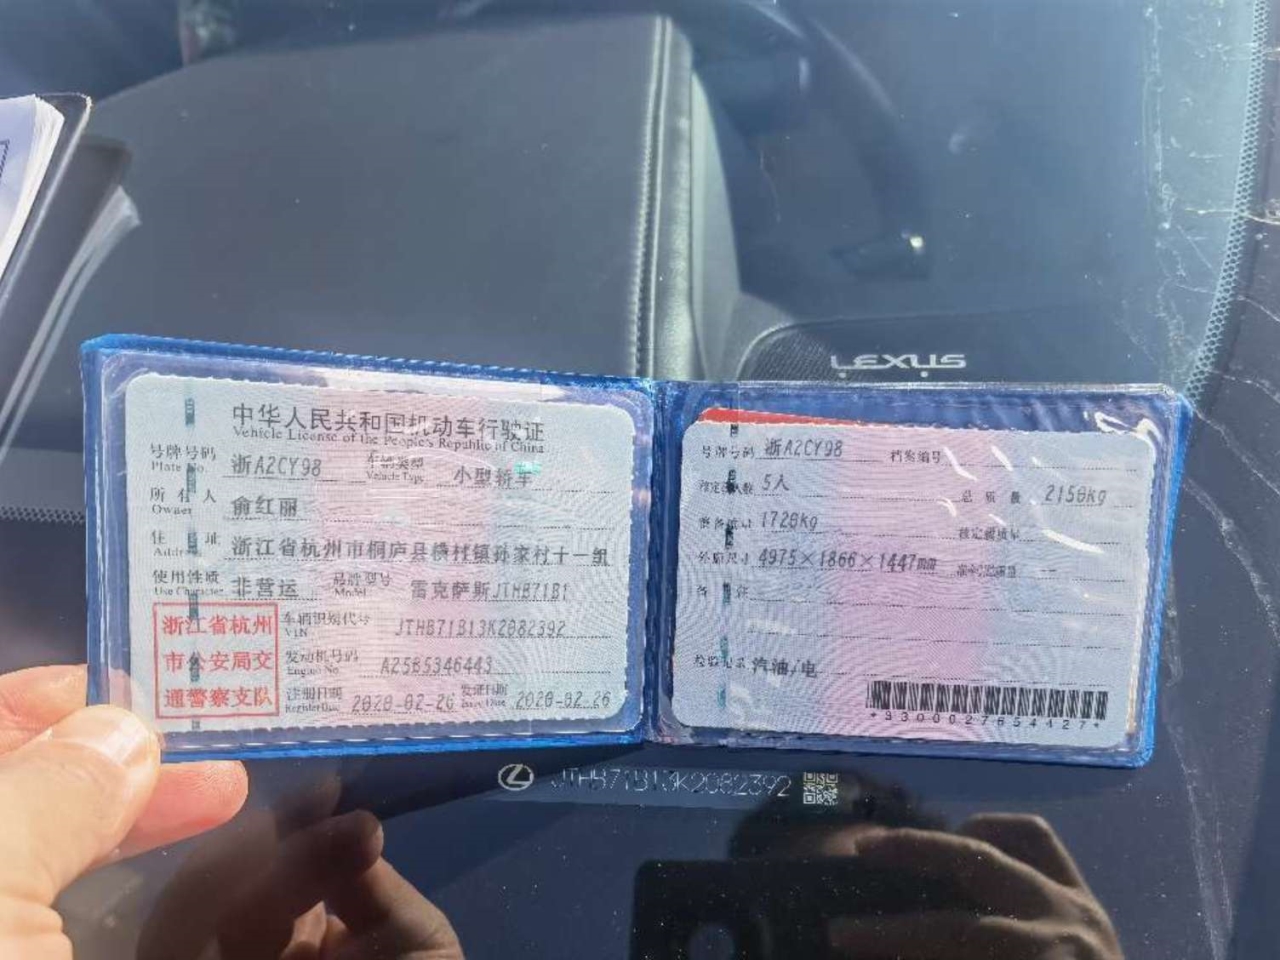 LEXUS
中华人民共和国机动车行驶证
Vehicle License of the People's Republic of China
号牌号码 浙A2CY98 车辆类型 小型轿车
Plate No. Vehicle Type
所有人 俞红丽
Owner
住址 浙江省杭州市桐庐县横村镇孙家村十一组
Address
使用性质 非营运 品牌型号 雷克萨斯JTHB71B1
Use Character Model
浙江省杭州
市公安局交
通警察支队
车辆识别代号 JTHB71B13K2082392
VIN
发动机号码 A25B5346443
Engine No.
注册日期 2020-02-26 发证日期 2020-02-26
Register Date Issue Date
号牌号码 浙A2CY98 档案编号
核定载人数 5人 总质量 2150kg
整备质量 1720kg 核定载质量
外廓尺寸 4975×1866×1447mm 准牵引总质量 --
备注
检验记录 汽油/电
*3300027654427*
JTHB71B13K2082392